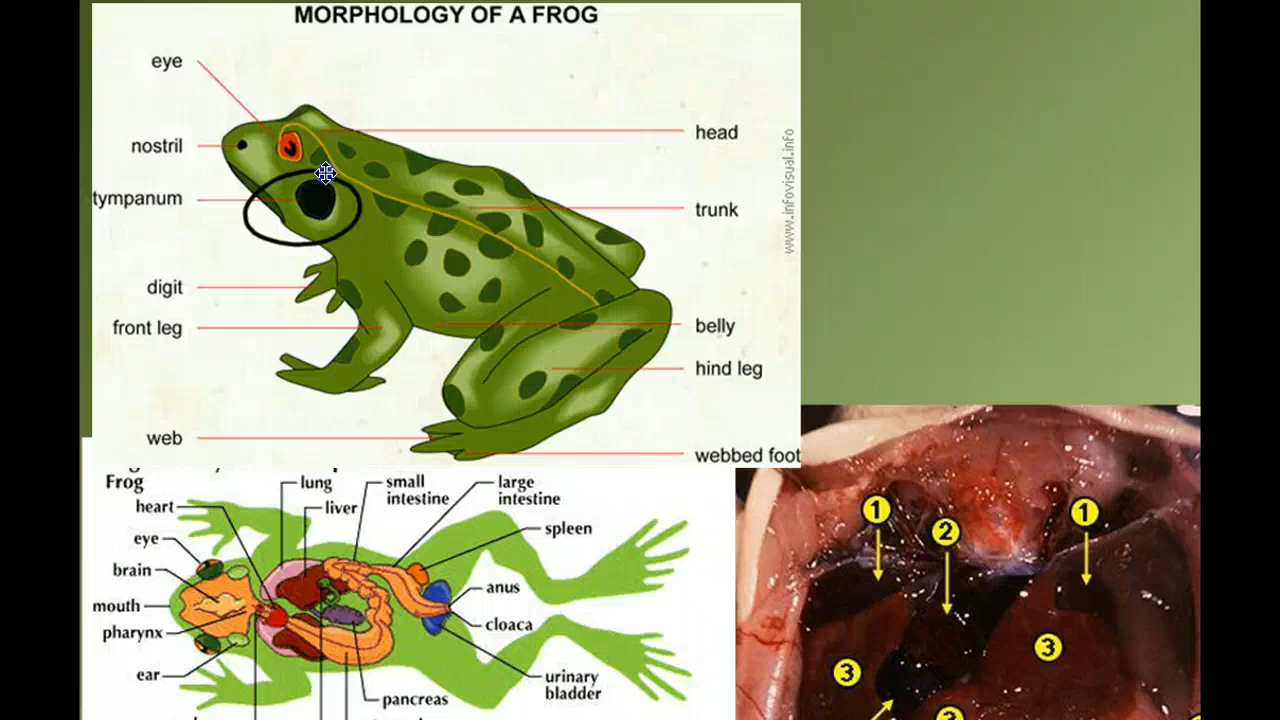 MORPHOLOGY OF A FROG
eye
nostril
tympanum
digit
front leg
web
head
trunk
belly
hind leg
webbed foot
www.infovisual.info
Frog
heart
eye
brain
mouth
pharynx
ear
lung
liver
small
intestine
large
intestine
spleen
anus
cloaca
urinary
bladder
pancreas
1
2
1
3
3